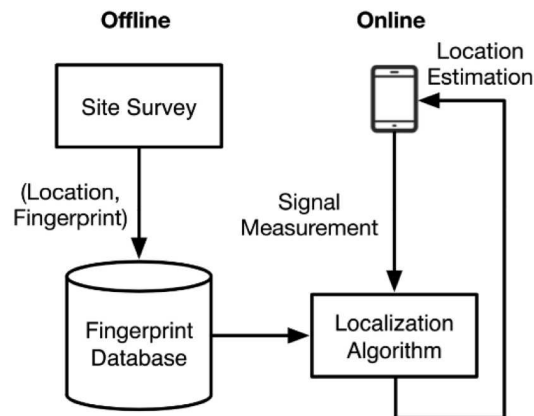 Offline
Online
Site Survey
Location
Estimation
(Location,
Fingerprint)
Signal
Measurement
Fingerprint
Database
Localization
Algorithm